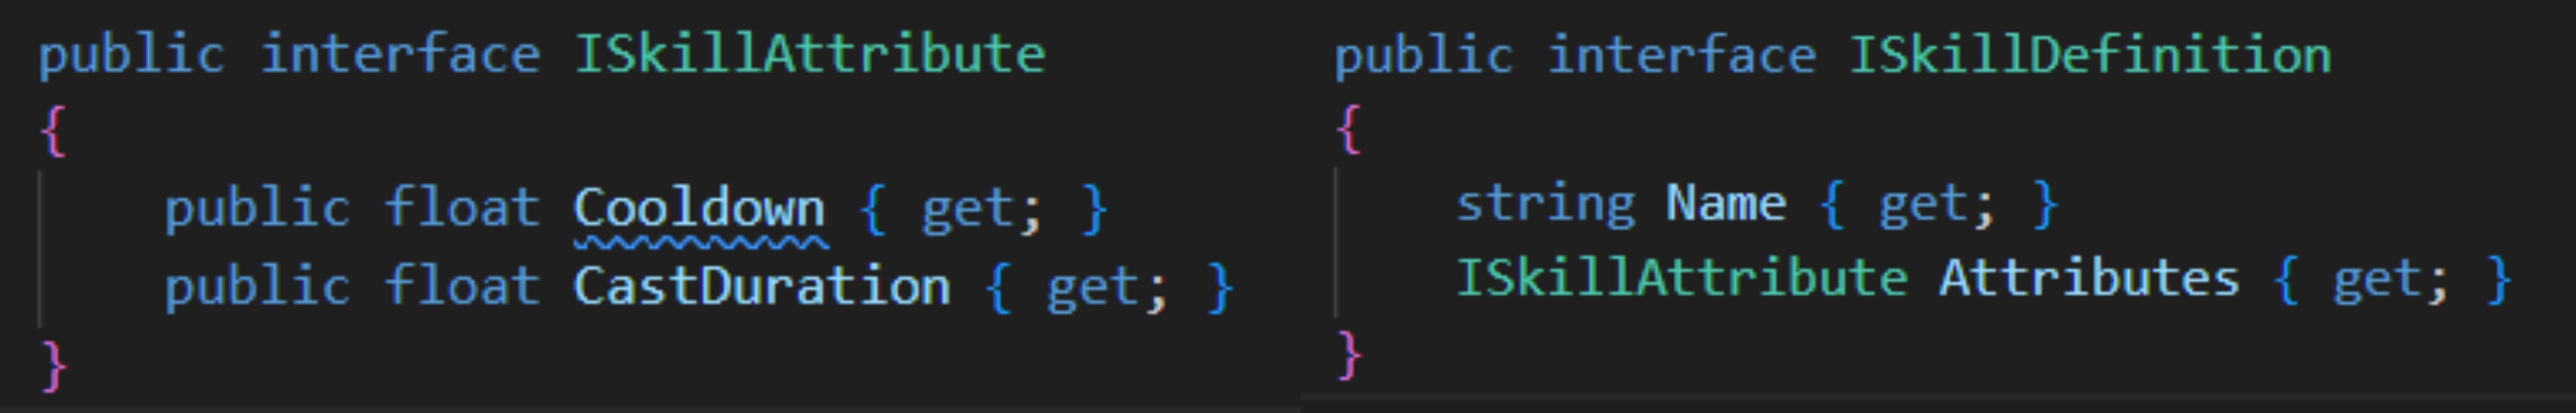 public interface ISkillAttribute
{
    public float Cooldown { get; }
    public float CastDuration { get; }
}
public interface ISkillDefinition
{
    string Name { get; }
    ISkillAttribute Attributes { get; }
}